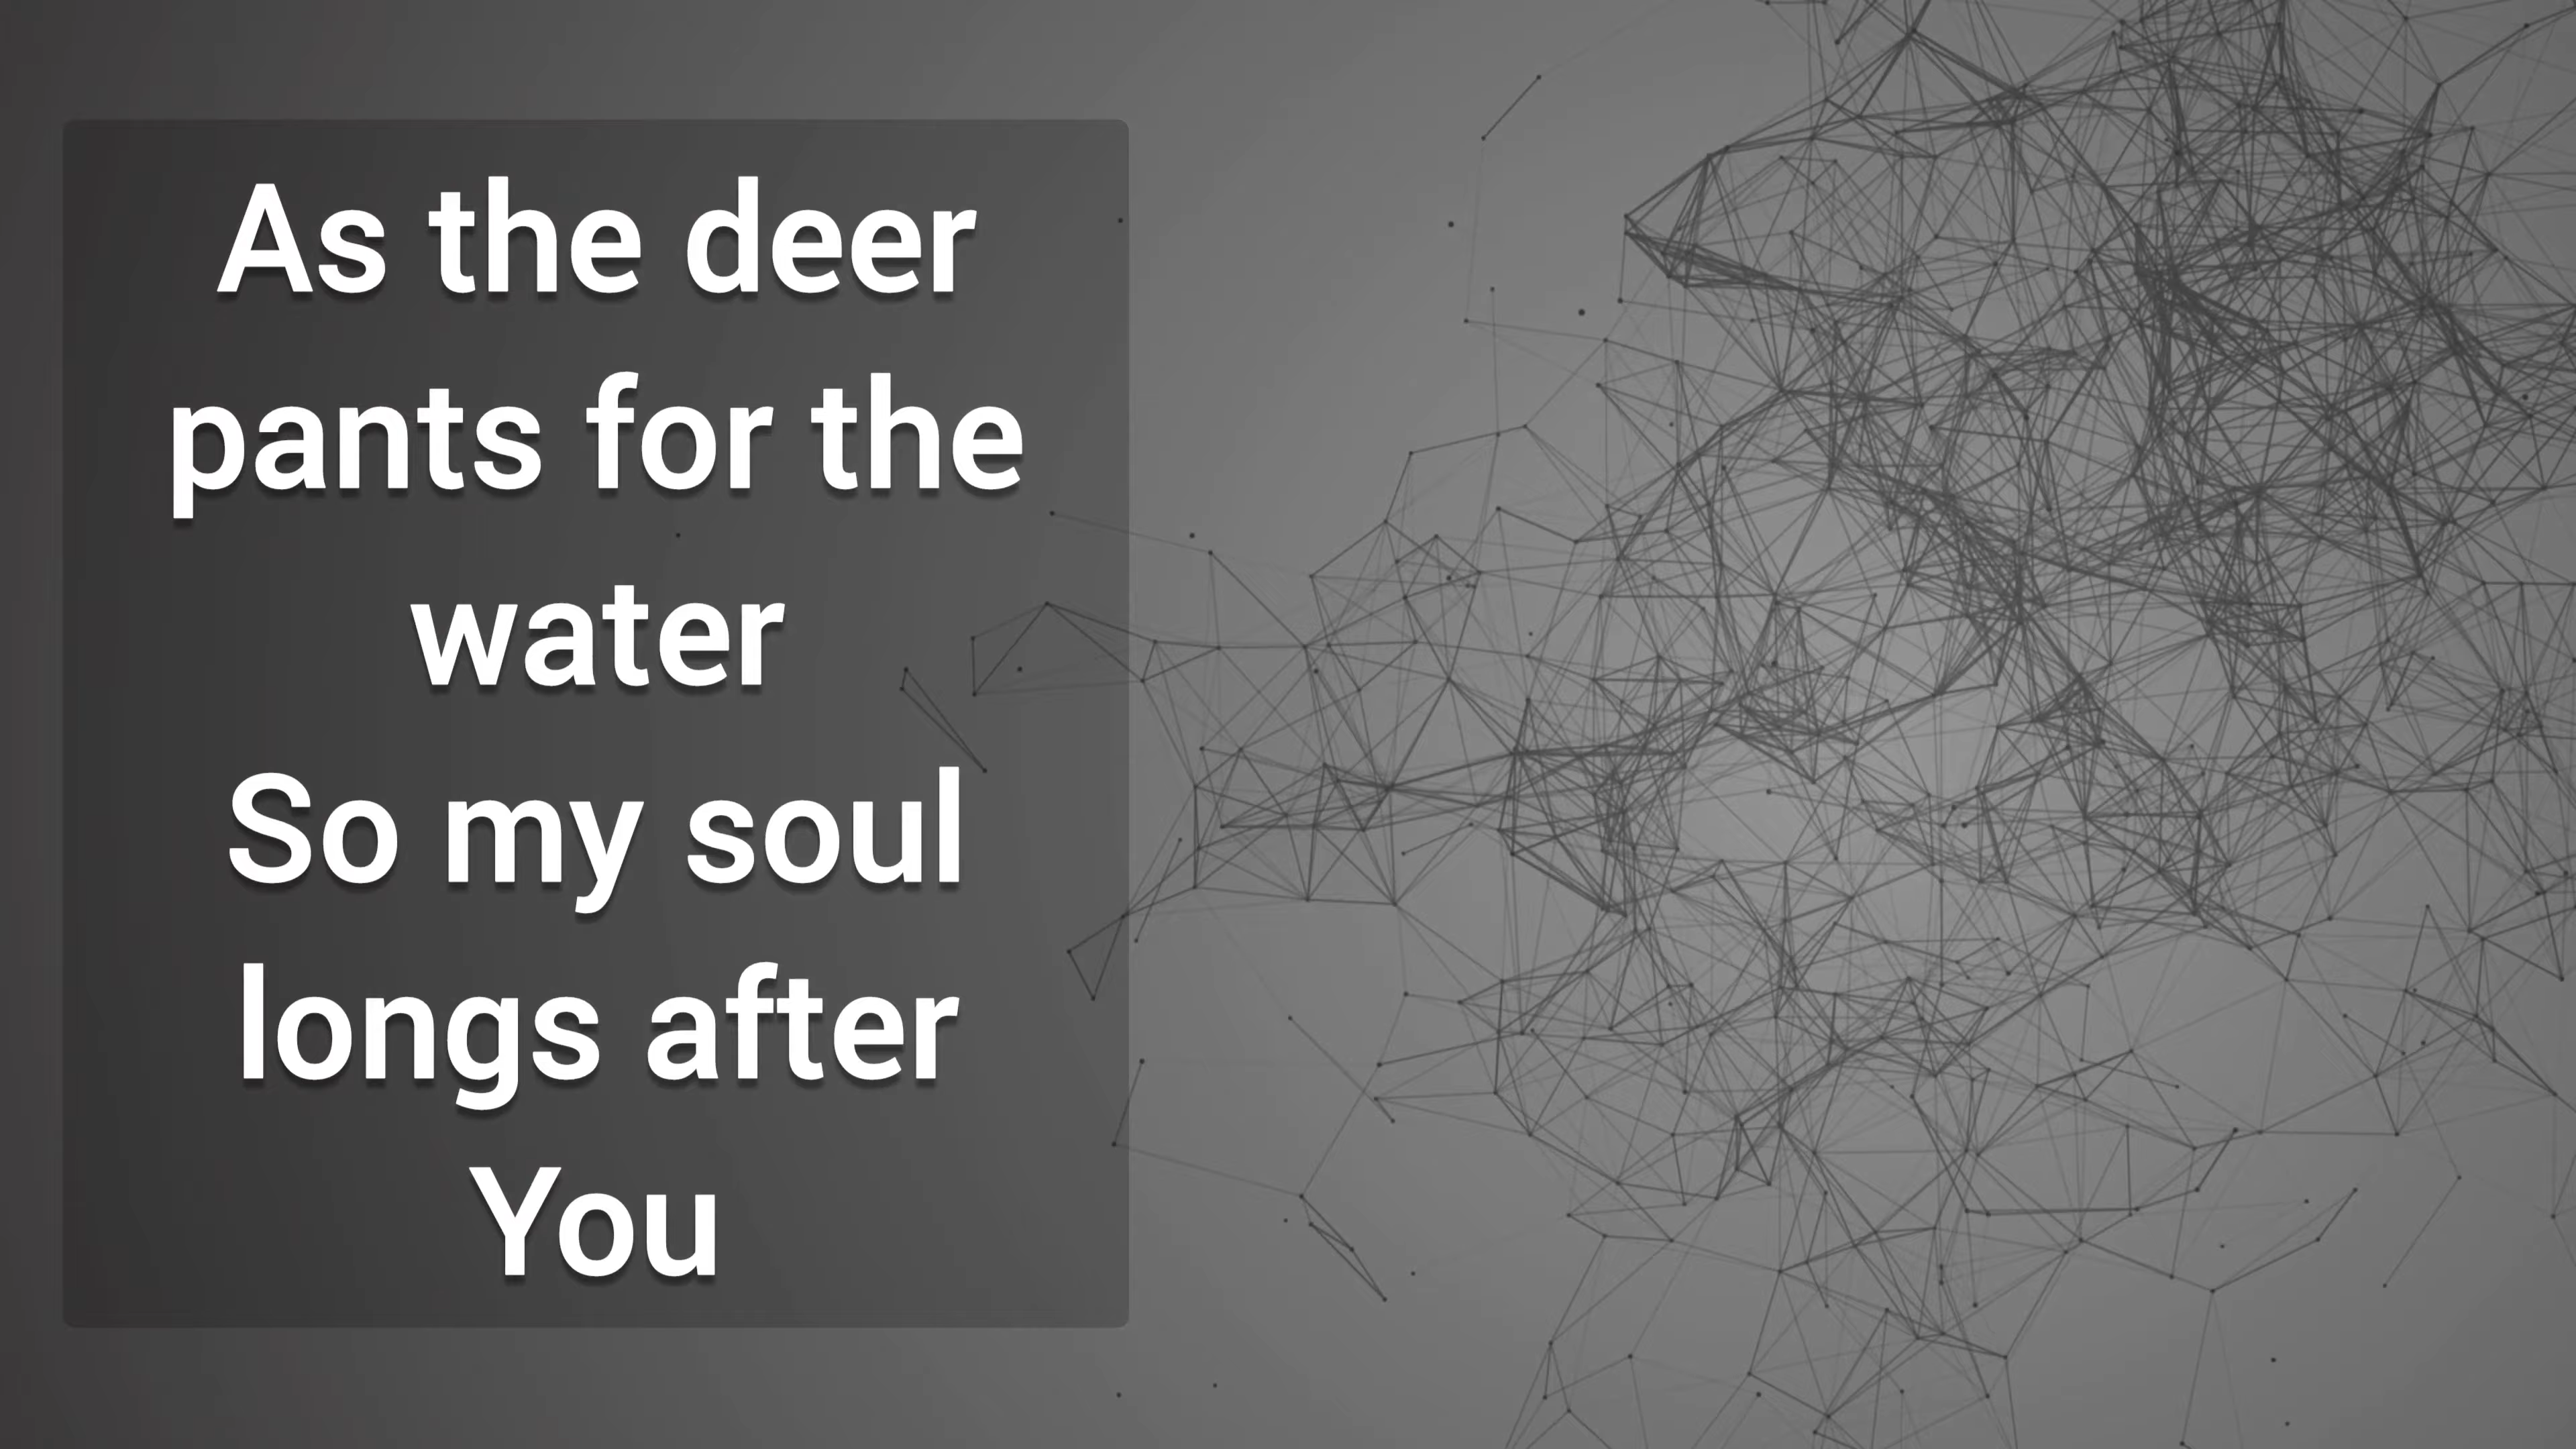 As the deer
pants for the
water
So my soul
longs after
You